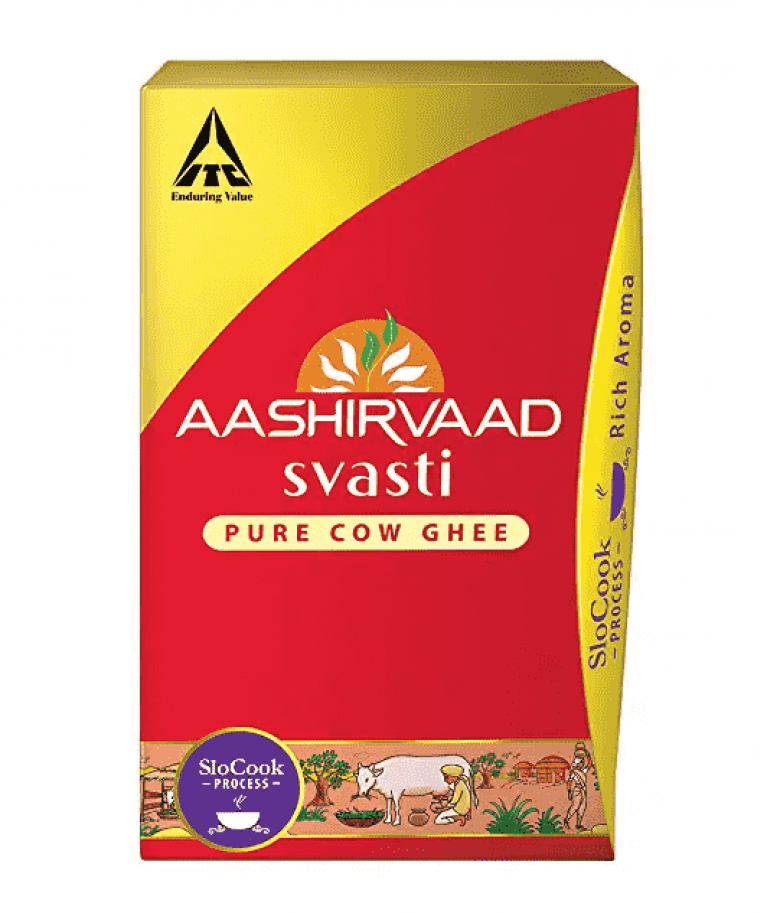 ITC
Enduring Value
AASHIRVAAD
svasti
PURE COW GHEE
SloCook
– PROCESS –
SloCook
– PROCESS –
Rich Aroma